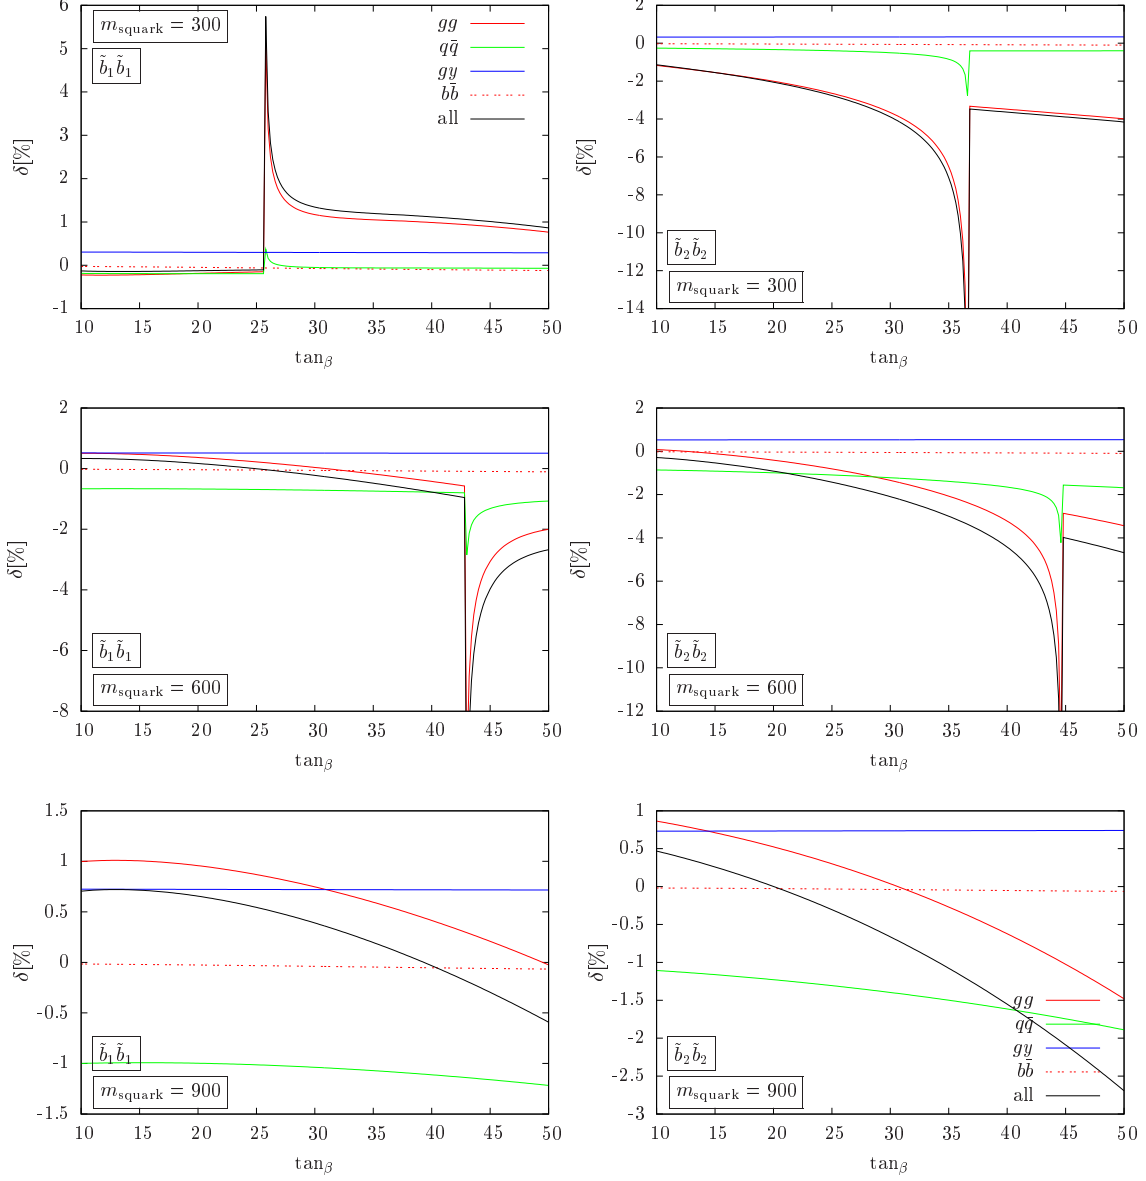 6
5
4
3
2
1
0
-1
δ[%]
m_squark = 300
b̃₁b̃₁
gg
qq̄
gy
bb̄
all
10 15 20 25 30 35 40 45 50
tan_β
2
0
-2
-4
-6
-8
-10
-12
-14
δ[%]
b̃₂b̃₂
m_squark = 300
10 15 20 25 30 35 40 45 50
tan_β
2
0
-2
-4
-6
-8
δ[%]
b̃₁b̃₁
m_squark = 600
10 15 20 25 30 35 40 45 50
tan_β
2
0
-2
-4
-6
-8
-10
-12
δ[%]
b̃₂b̃₂
m_squark = 600
10 15 20 25 30 35 40 45 50
tan_β
1.5
1
0.5
0
-0.5
-1
-1.5
δ[%]
b̃₁b̃₁
m_squark = 900
10 15 20 25 30 35 40 45 50
tan_β
1
0.5
0
-0.5
-1
-1.5
-2
-2.5
-3
δ[%]
b̃₂b̃₂
m_squark = 900
gg
qq̄
gy
bb̄
all
10 15 20 25 30 35 40 45 50
tan_β